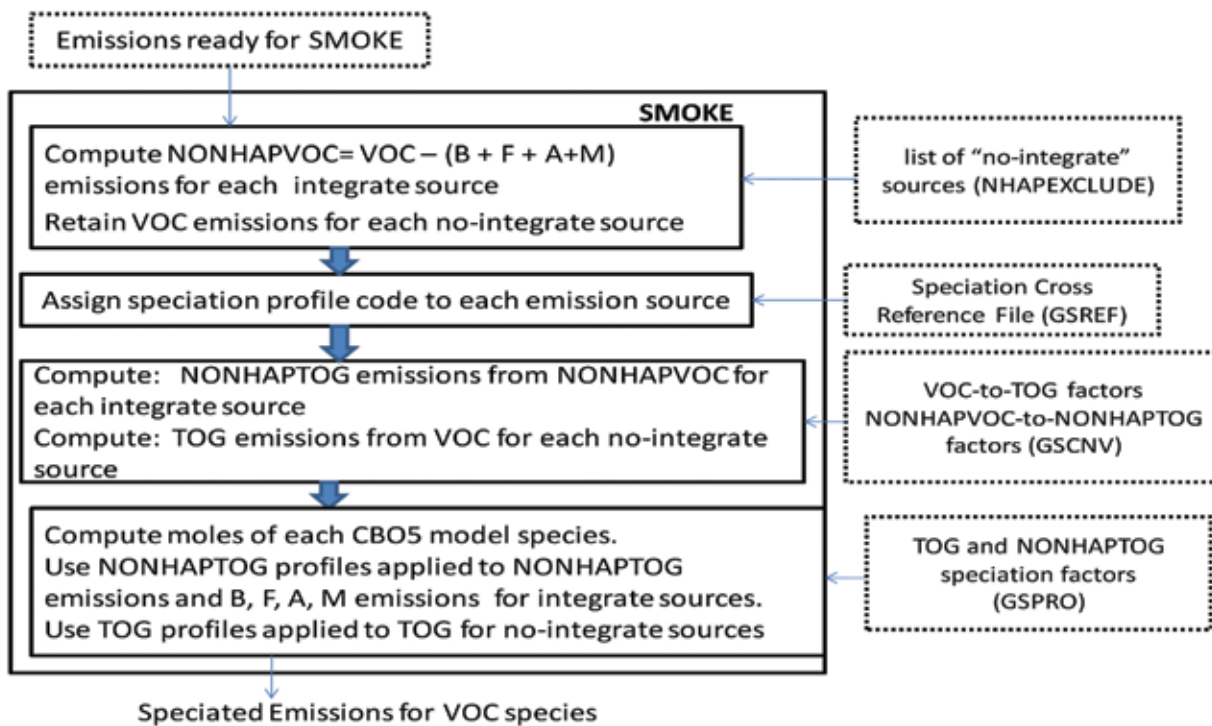 Emissions ready for SMOKE
SMOKE
Compute NONHAPVOC= VOC – (B + F + A+M)
emissions for each integrate source
Retain VOC emissions for each no-integrate source
list of “no-integrate”
sources (NHAPEXCLUDE)
Assign speciation profile code to each emission source
Speciation Cross
Reference File (GSREF)
Compute: NONHAPTOG emissions from NONHAPVOC for
each integrate source
Compute: TOG emissions from VOC for each no-integrate
source
VOC-to-TOG factors
NONHAPVOC-to-NONHAPTOG
factors (GSCNV)
Compute moles of each CBO5 model species.
Use NONHAPTOG profiles applied to NONHAPTOG
emissions and B, F, A, M emissions for integrate sources.
Use TOG profiles applied to TOG for no-integrate sources
TOG and NONHAPTOG
speciation factors
(GSPRO)
Speciated Emissions for VOC species